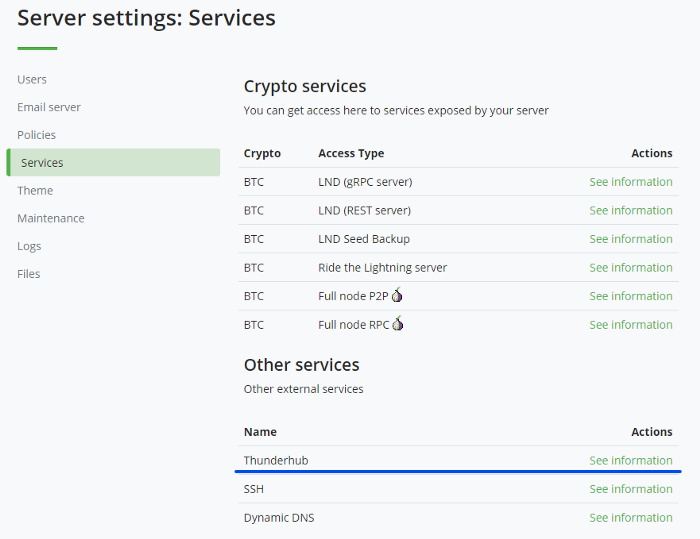 Server settings: Services
Users
Email server
Policies
Services
Theme
Maintenance
Logs
Files
Crypto services
You can get access here to services exposed by your server
Crypto Access Type Actions
BTC LND (gRPC server) See information
BTC LND (REST server) See information
BTC LND Seed Backup See information
BTC Ride the Lightning server See information
BTC Full node P2P See information
BTC Full node RPC See information
Other services
Other external services
Name Actions
Thunderhub See information
SSH See information
Dynamic DNS See information